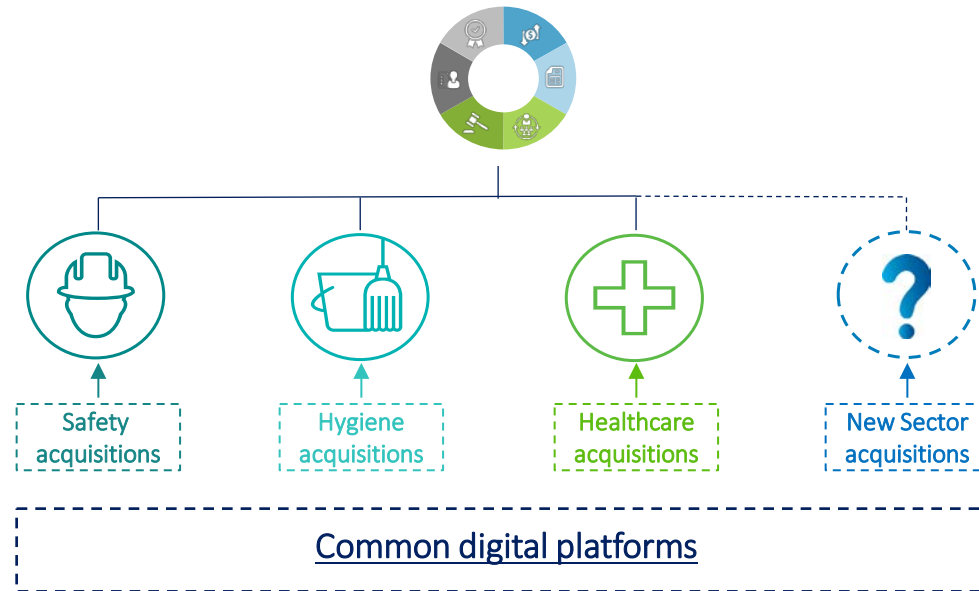 Safety
acquisitions
Hygiene
acquisitions
Healthcare
acquisitions
New Sector
acquisitions
Common digital platforms